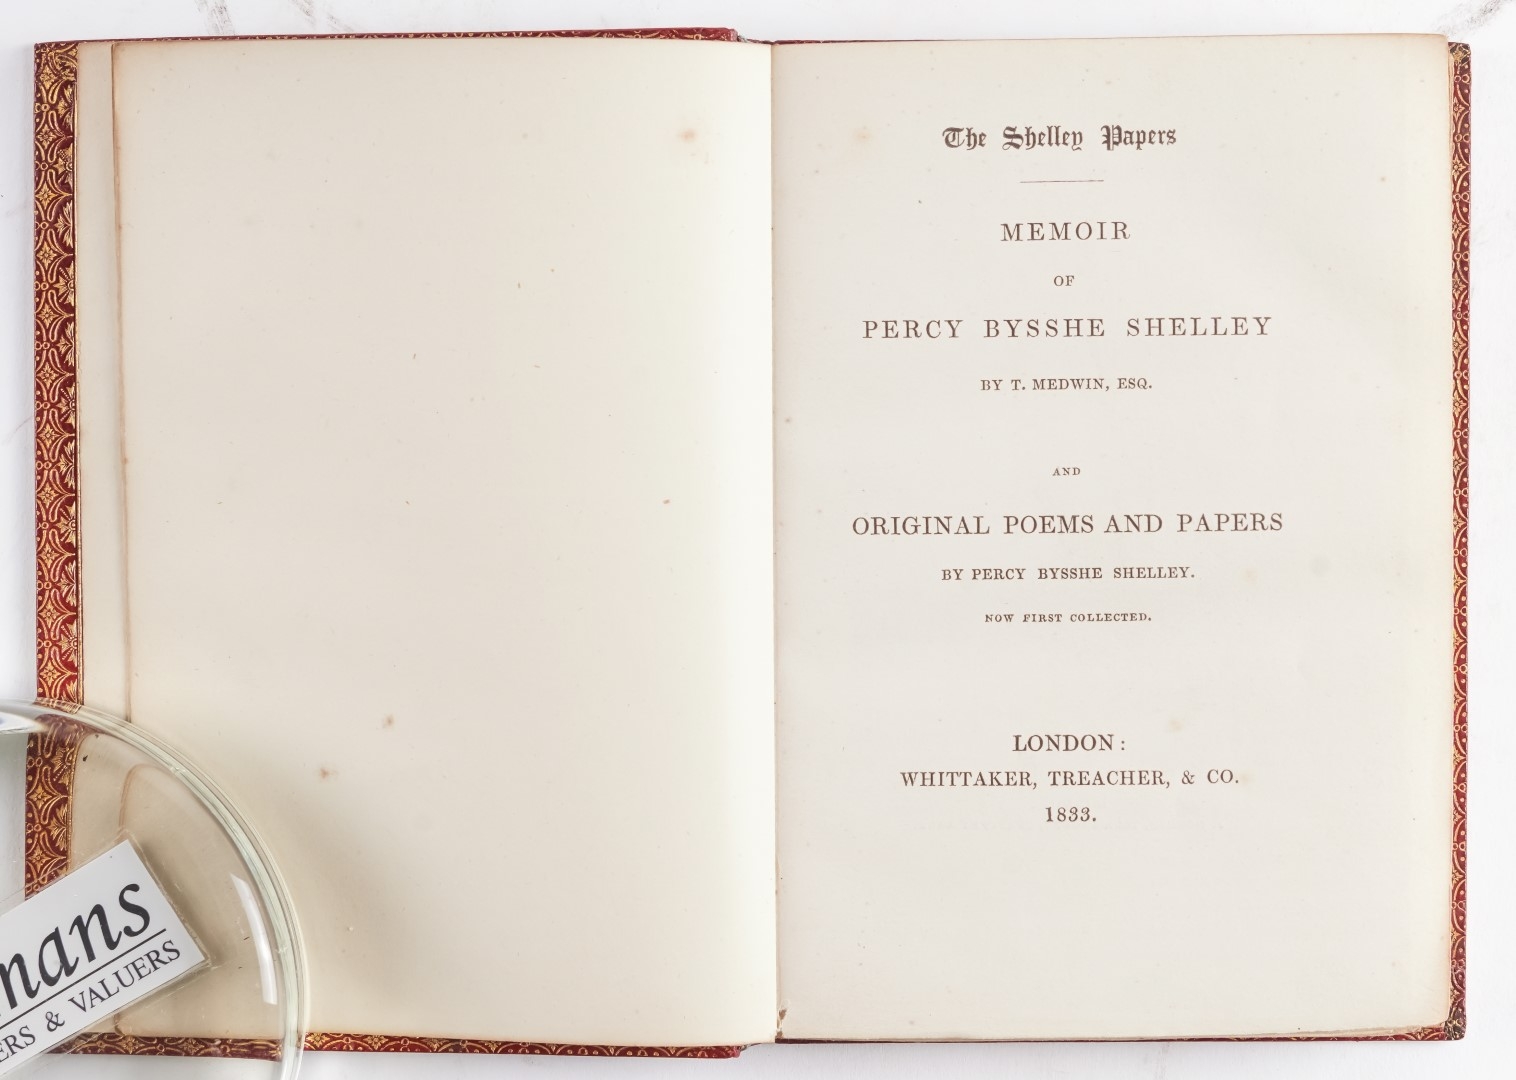 The Shelley Papers
MEMOIR
OF
PERCY BYSSHE SHELLEY
BY T. MEDWIN, ESQ.
AND
ORIGINAL POEMS AND PAPERS
BY PERCY BYSSHE SHELLEY.
NOW FIRST COLLECTED.
LONDON:
WHITTAKER, TREACHER, & CO.
1833.
mans
ERS & VALUERS